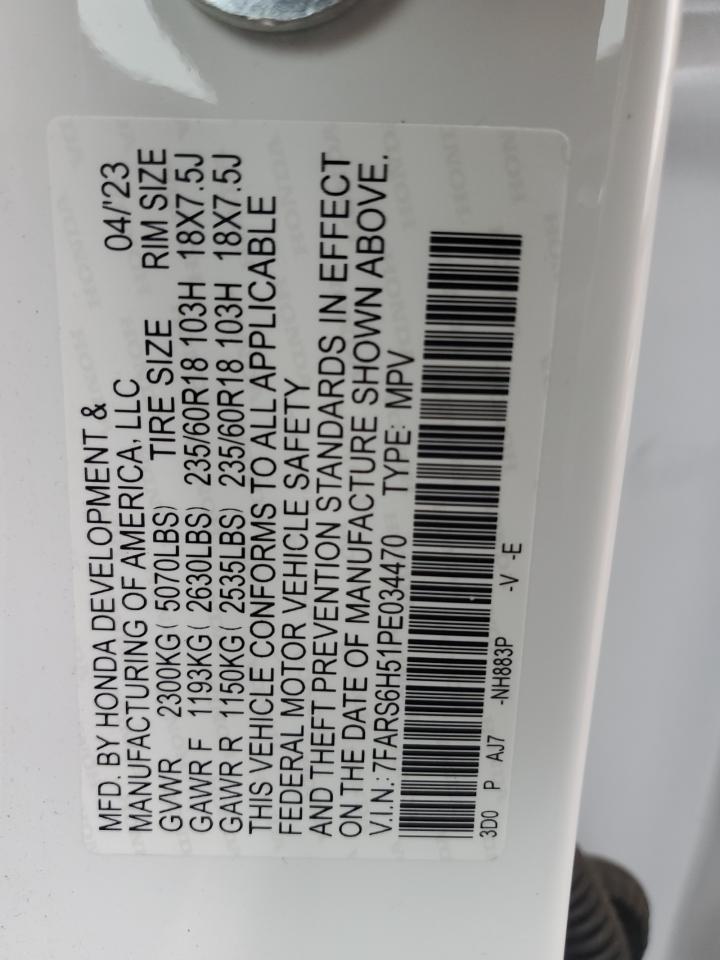 MFD. BY HONDA DEVELOPMENT & 04/'23
MANUFACTURING OF AMERICA, LLC
GVWR 2300KG( 5070LBS) TIRE SIZE RIM SIZE
GAWR F 1193KG( 2630LBS) 235/60R18 103H 18X7.5J
GAWR R 1150KG( 2535LBS) 235/60R18 103H 18X7.5J
THIS VEHICLE CONFORMS TO ALL APPLICABLE
FEDERAL MOTOR VEHICLE SAFETY
AND THEFT PREVENTION STANDARDS IN EFFECT
ON THE DATE OF MANUFACTURE SHOWN ABOVE.
V.I.N.: 7FARS6H51PE034470 TYPE: MPV
3D0 P AJ7 -NH883P -V -E